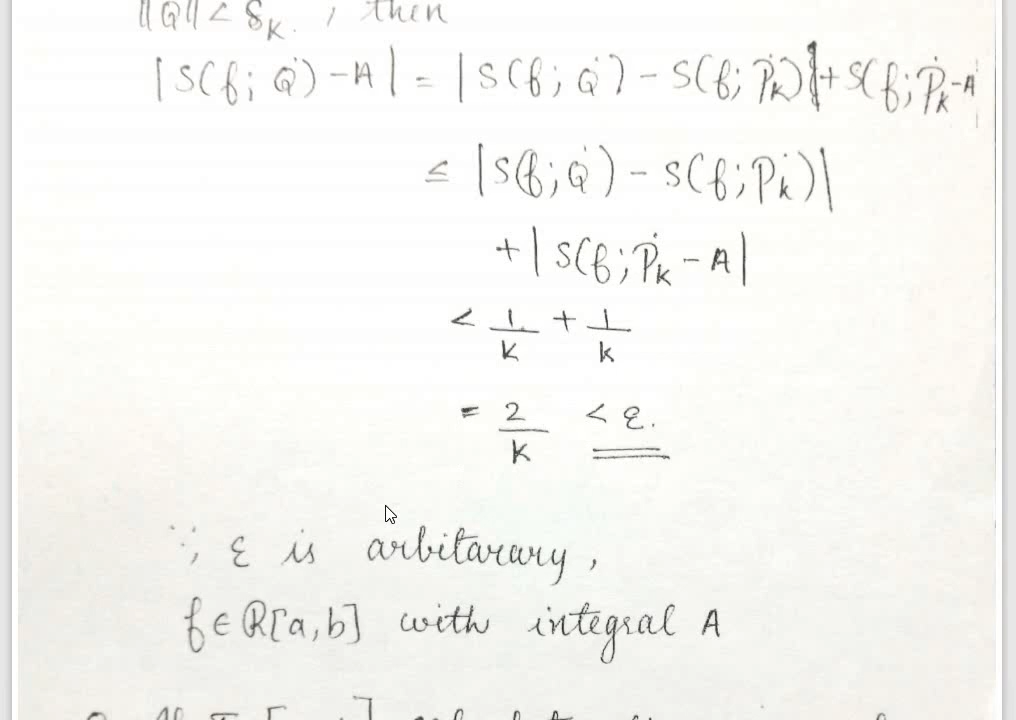 ||Q̇|| < δ_K. , then
|S(f; Q̇) - A| = |S(f; Q̇) - S(f; Ṗ_K)| + S(f; Ṗ_K - A|
≤ |S(f; Q̇) - S(f; Ṗ_K)|
+ |S(f; Ṗ_K - A|
< 1/K + 1/K
= 2/K < ε.
∵, ε is arbitarary,
f ∈ R[a, b] with integral A